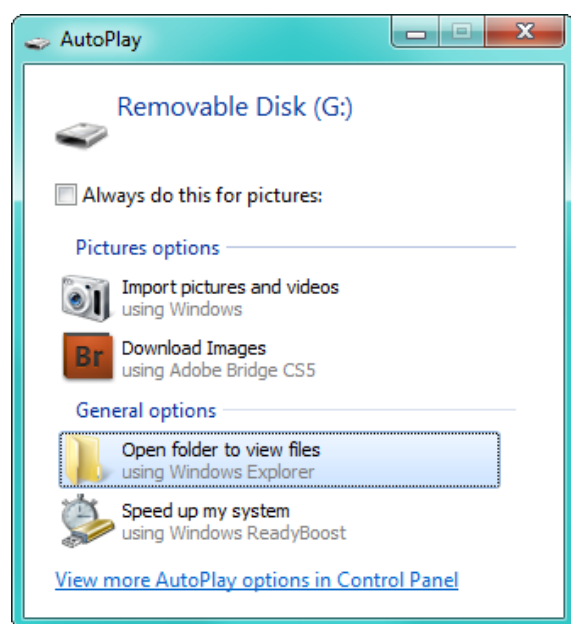 AutoPlay
Removable Disk (G:)
Always do this for pictures:
Pictures options
Import pictures and videos
using Windows
Br
Download Images
using Adobe Bridge CS5
General options
Open folder to view files
using Windows Explorer
Speed up my system
using Windows ReadyBoost
View more AutoPlay options in Control Panel